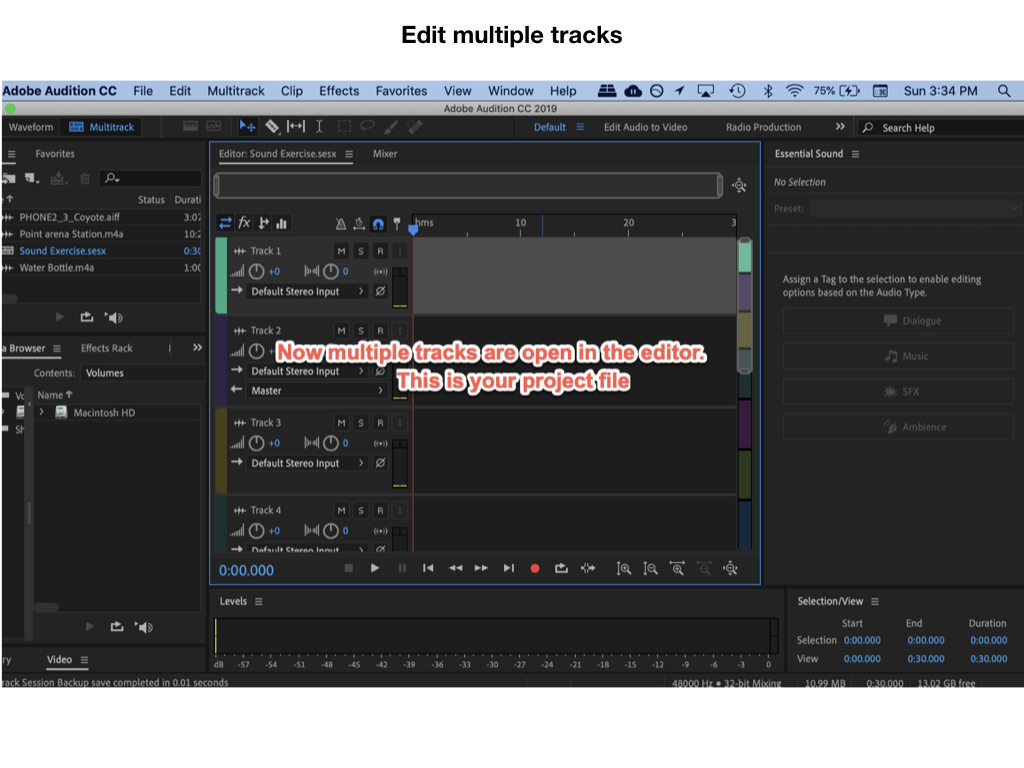 Edit multiple tracks
Adobe Audition CC File Edit Multitrack Clip Effects Favorites View Window Help 75% Sun 3:34 PM
Adobe Audition CC 2019
Waveform Multitrack Default Edit Audio to Video Radio Production Search Help
Favorites
Status Durati
PHONE2_3_Coyote.aiff 3:0
Point arena Station.m4a 10:
Sound Exercise.sesx 0:30
Water Bottle.m4a 1:00
a Browser Effects Rack
Contents: Volumes
Name
Macintosh HD
Video
rack Session Backup save completed in 0.01 seconds
Editor: Sound Exercise.sesx Mixer
fx hms 10 20 3
Track 1 M S R I
+0 0
Default Stereo Input
Track 2 M S R I
Default Stereo Input
Master
Now multiple tracks are open in the editor.
This is your project file
Track 3 M S R I
+0 0
Default Stereo Input
Track 4 M S R I
+0 0
Default Stereo Input
0:00.000
Levels
dB -57 -54 -51 -48 -45 -42 -39 -36 -33 -30 -27 -24 -21 -18 -15 -12 -9 -6 -3 0
48000 Hz • 32-bit Mixing 10.99 MB 0:30.000 13.02 GB free
Essential Sound
No Selection
Preset:
Assign a Tag to the selection to enable editing
options based on the Audio Type.
Dialogue
Music
SFX
Ambience
Selection/View
Start End Duration
Selection 0:00.000 0:00.000 0:00.000
View 0:00.000 0:30.000 0:30.000